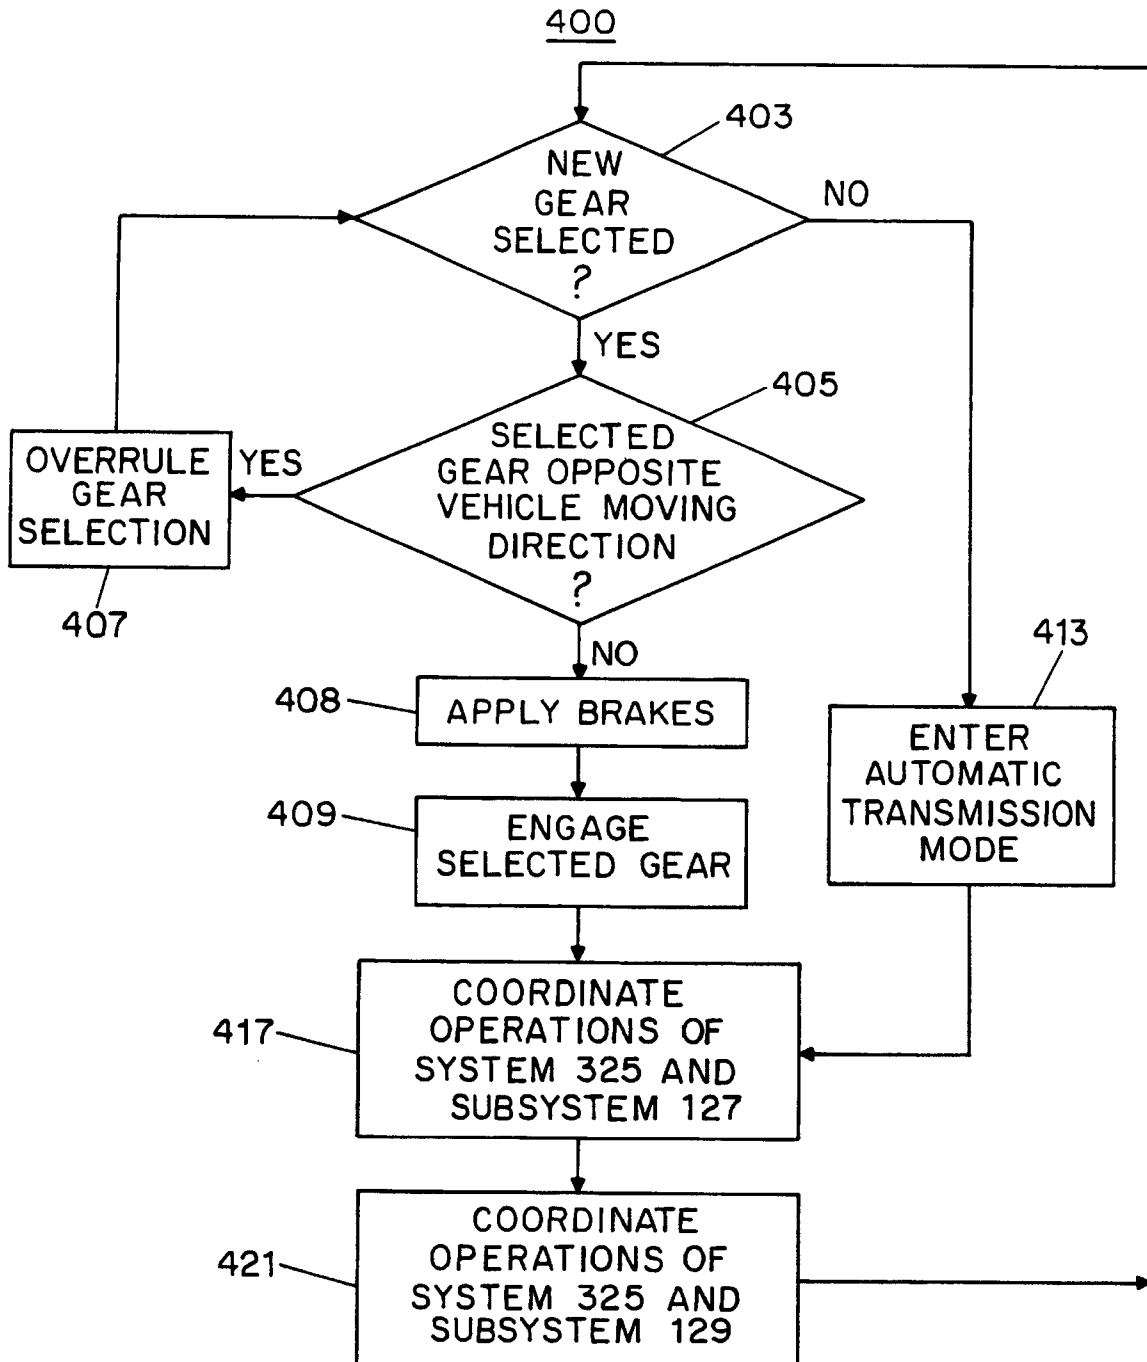 400
403
NEW
GEAR
SELECTED
?
NO
YES
405
SELECTED
GEAR OPPOSITE
VEHICLE MOVING
DIRECTION
?
YES
OVERRULE
GEAR
SELECTION
407
NO
408
APPLY BRAKES
413
ENTER
AUTOMATIC
TRANSMISSION
MODE
409
ENGAGE
SELECTED GEAR
417
COORDINATE
OPERATIONS OF
SYSTEM 325 AND
SUBSYSTEM 127
421
COORDINATE
OPERATIONS OF
SYSTEM 325 AND
SUBSYSTEM 129